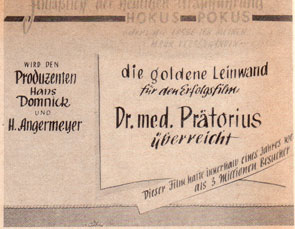 HOKUS-POKUS
WIRD DEN
Produzenten
Hans
Domnick
UND
H. Angermeyer
die goldene Leinwand
für den Erfolgsfilm
Dr. med. Prätorius
überreicht
Dieser Film hatte innerhalb eines Jahres
als 3 Millionen Besucher